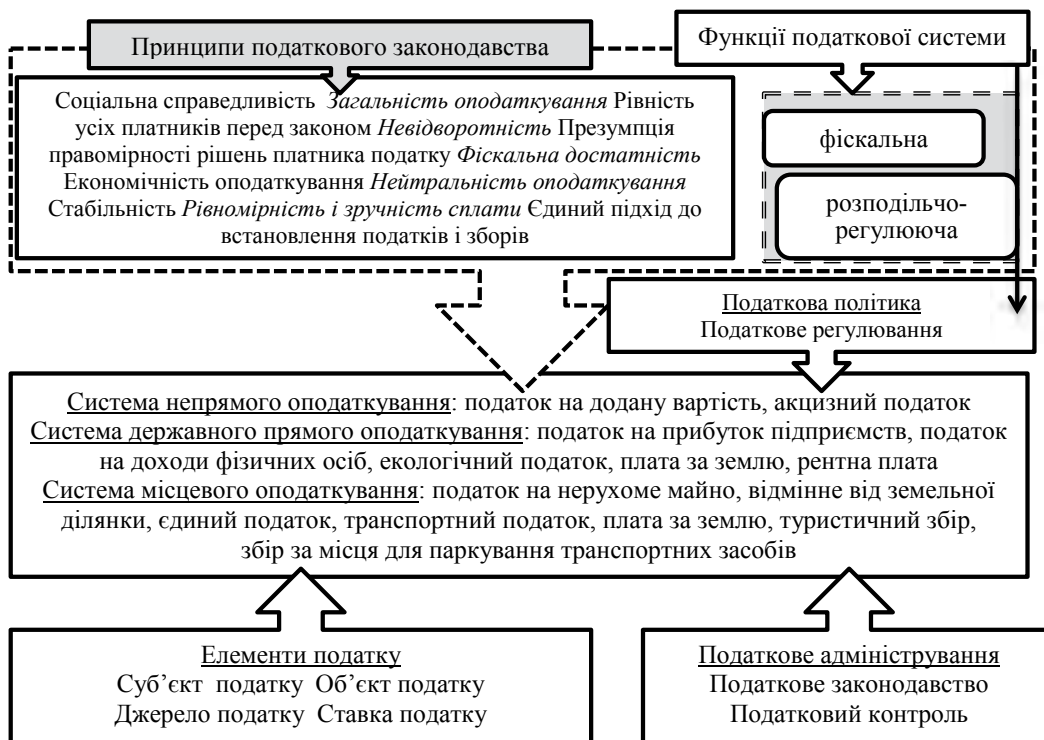 Принципи податкового законодавства
Функції податкової системи
Соціальна справедливість Загальність оподаткування Рівність
усіх платників перед законом Невідворотність Презумпція
правомірності рішень платника податку Фіскальна достатність
Економічність оподаткування Нейтральність оподаткування
Стабільність Рівномірність і зручність сплати Єдиний підхід до
встановлення податків і зборів
фіскальна
розподільчо-
регулююча
Податкова політика
Податкове регулювання
Система непрямого оподаткування: податок на додану вартість, акцизний податок
Система державного прямого оподаткування: податок на прибуток підприємств, податок
на доходи фізичних осіб, екологічний податок, плата за землю, рентна плата
Система місцевого оподаткування: податок на нерухоме майно, відмінне від земельної
ділянки, єдиний податок, транспортний податок, плата за землю, туристичний збір,
збір за місця для паркування транспортних засобів
Елементи податку
Суб’єкт податку Об’єкт податку
Джерело податку Ставка податку
Податкове адміністрування
Податкове законодавство
Податковий контроль